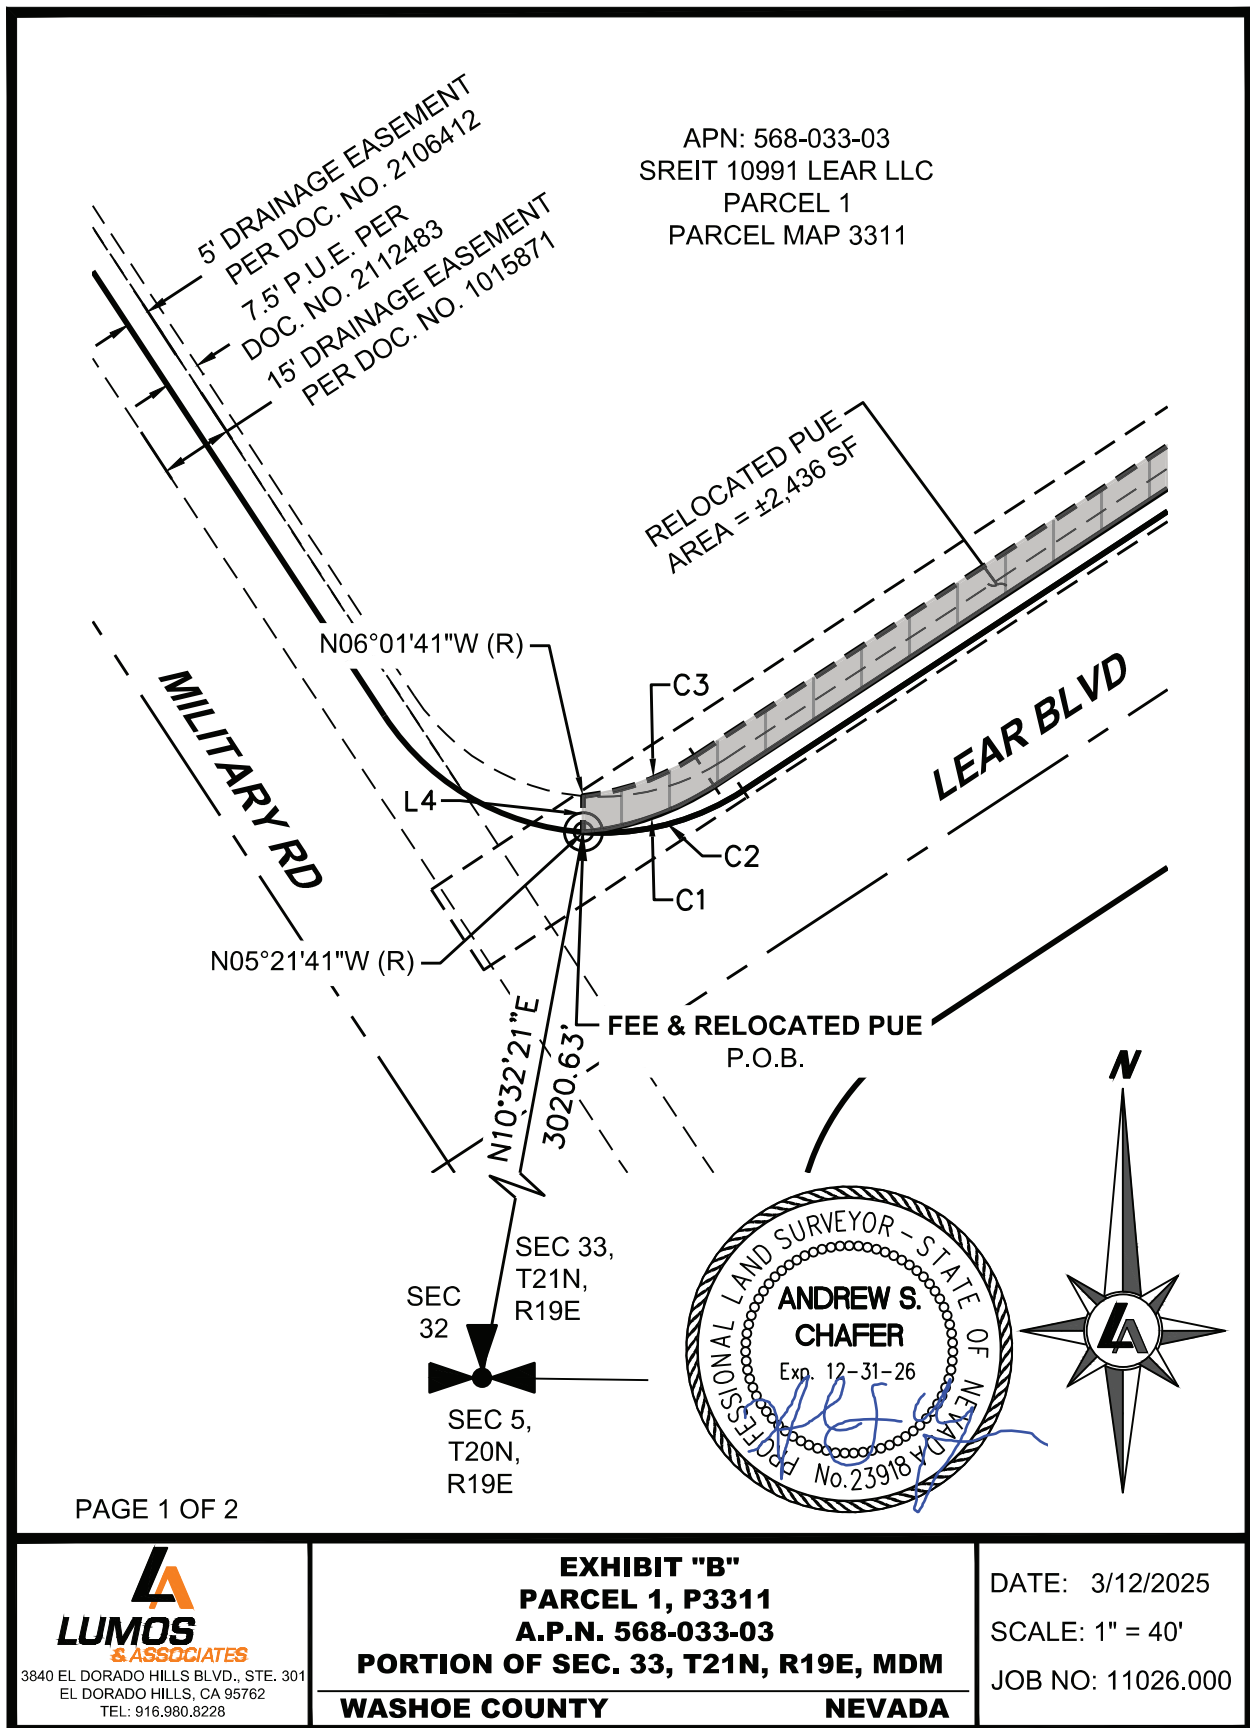 5' DRAINAGE EASEMENT
PER DOC. NO. 2106412
7.5' P.U.E. PER
DOC. NO. 2112483
15' DRAINAGE EASEMENT
PER DOC. NO. 1015871
APN: 568-033-03
SREIT 10991 LEAR LLC
PARCEL 1
PARCEL MAP 3311
RELOCATED PUE
AREA = ±2,436 SF
N06°01'41"W (R)
C3
MILITARY RD
LEAR BLVD
L4
C2
C1
N05°21'41"W (R)
FEE & RELOCATED PUE
P.O.B.
N10°32'21"E
3020.63'
N
SEC 33,
T21N,
R19E
SEC
32
SEC 5,
T20N,
R19E
PROFESSIONAL LAND SURVEYOR - STATE OF NEVADA
ANDREW S.
CHAFER
Exp. 12-31-26
No. 23918
LA
PAGE 1 OF 2
LA
LUMOS
& ASSOCIATES
3840 EL DORADO HILLS BLVD., STE. 301
EL DORADO HILLS, CA 95762
TEL: 916.980.8228
EXHIBIT "B"
PARCEL 1, P3311
A.P.N. 568-033-03
PORTION OF SEC. 33, T21N, R19E, MDM
WASHOE COUNTY NEVADA
DATE: 3/12/2025
SCALE: 1" = 40'
JOB NO: 11026.000